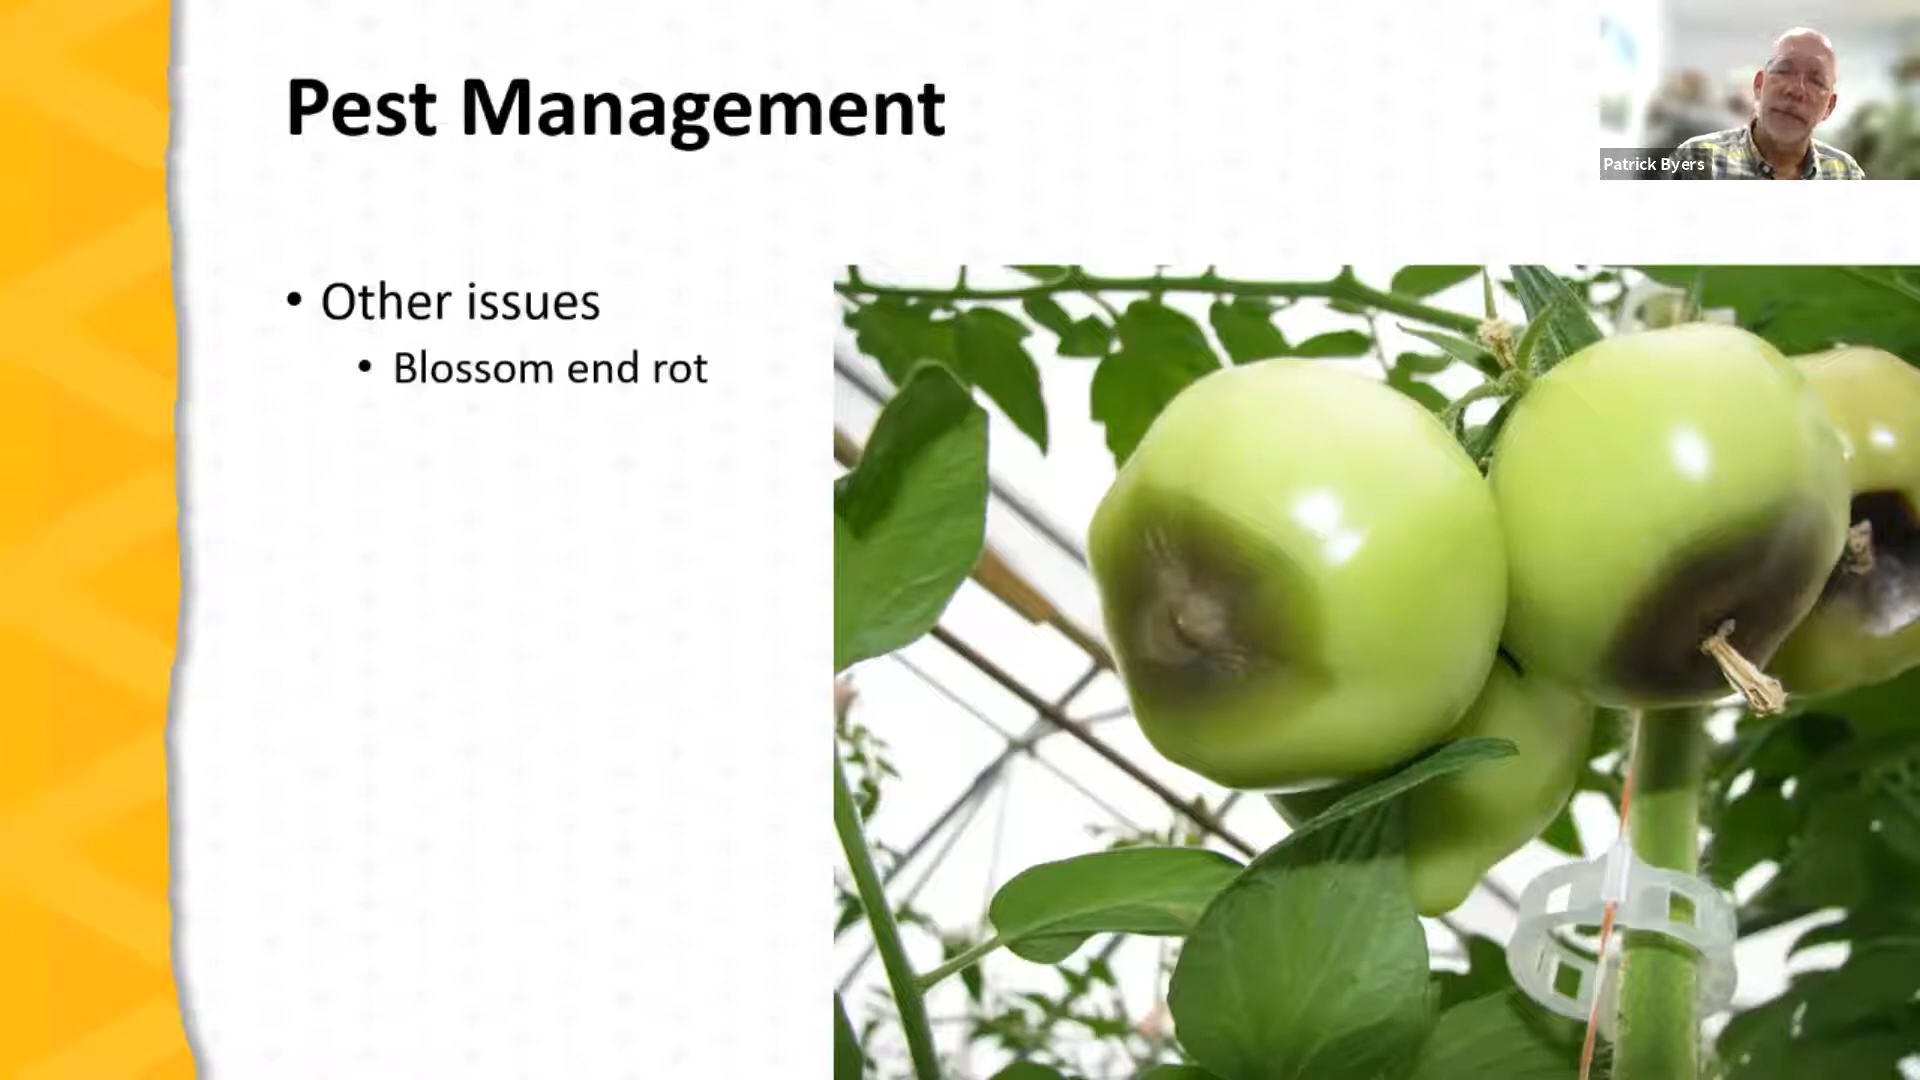 Pest Management
Patrick Byers
• Other issues
• Blossom end rot